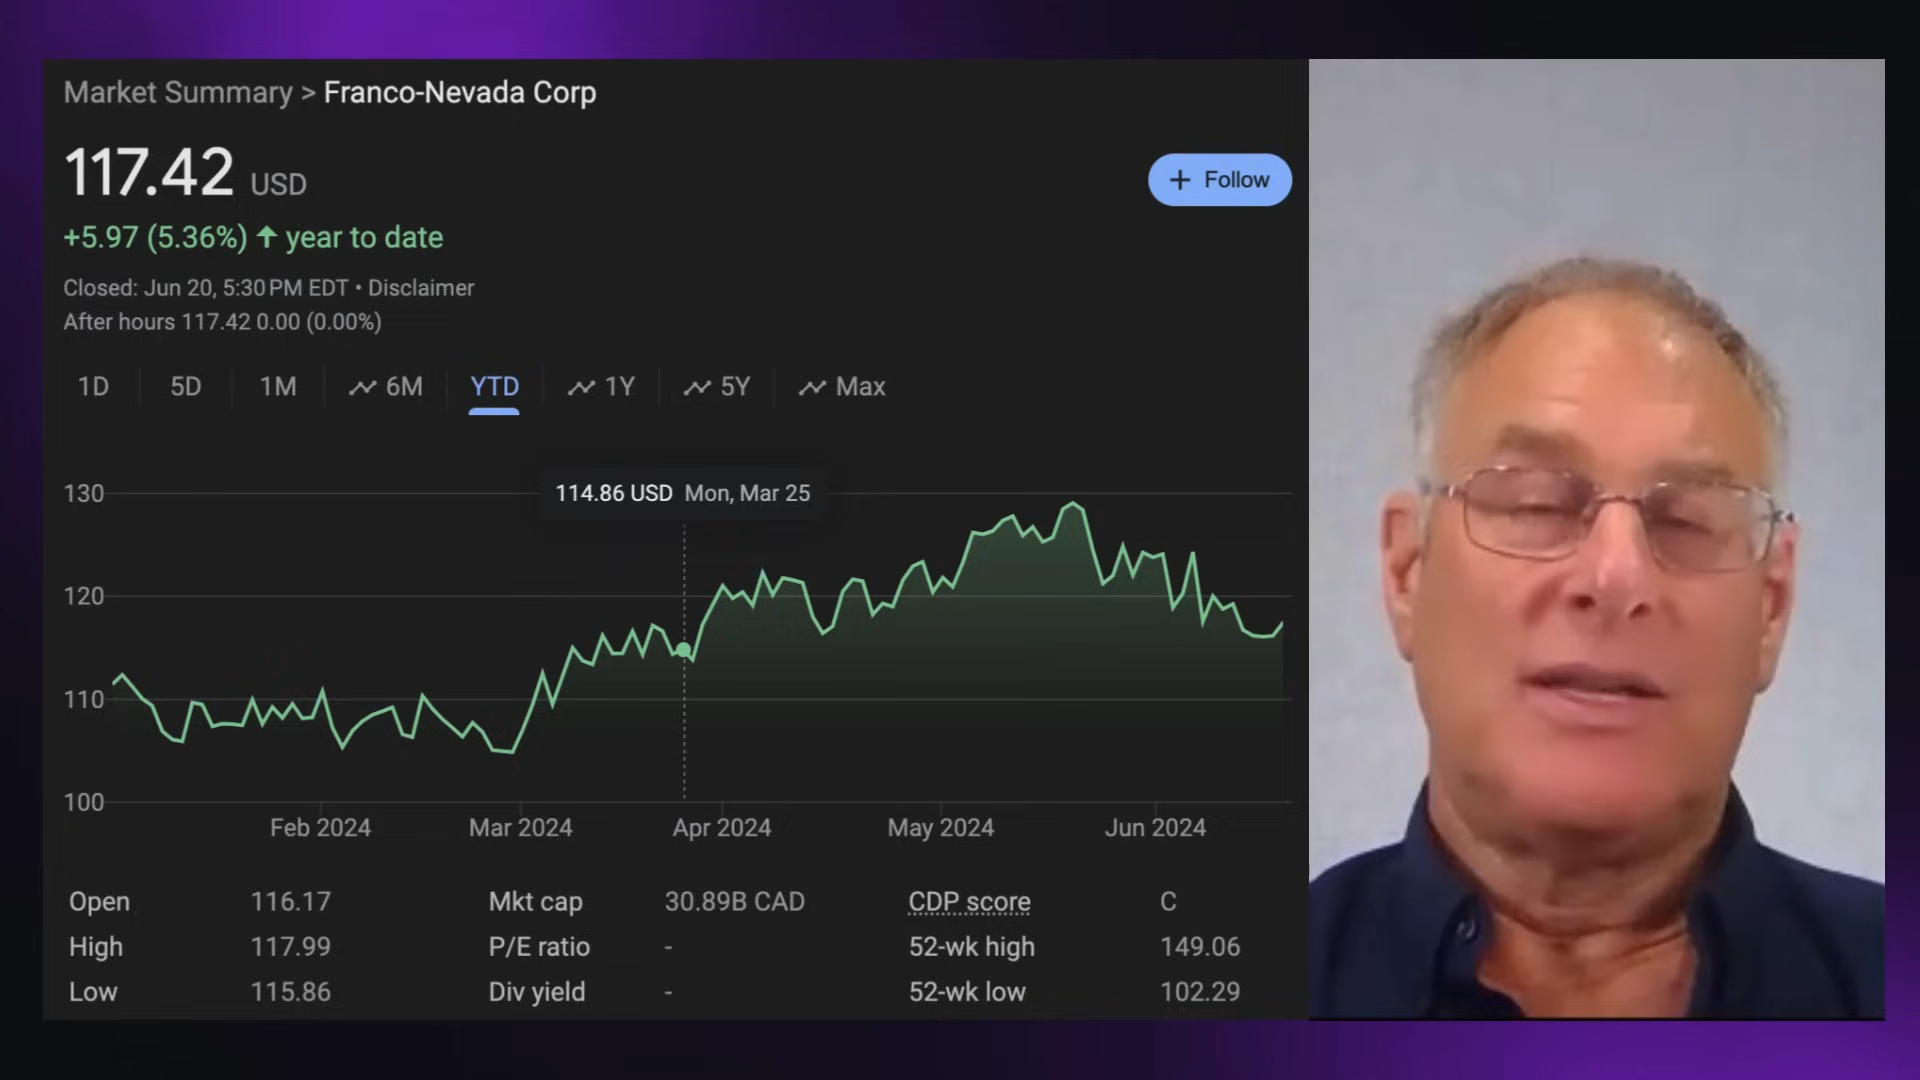 Market Summary > Franco-Nevada Corp
117.42 USD
+ Follow
+5.97 (5.36%) ↑ year to date
Closed: Jun 20, 5:30 PM EDT • Disclaimer
After hours 117.42 0.00 (0.00%)
1D 5D 1M 6M YTD 1Y 5Y Max
114.86 USD Mon, Mar 25
130
120
110
100
Feb 2024 Mar 2024 Apr 2024 May 2024 Jun 2024
Open 116.17 Mkt cap 30.89B CAD CDP score C
High 117.99 P/E ratio - 52-wk high 149.06
Low 115.86 Div yield - 52-wk low 102.29